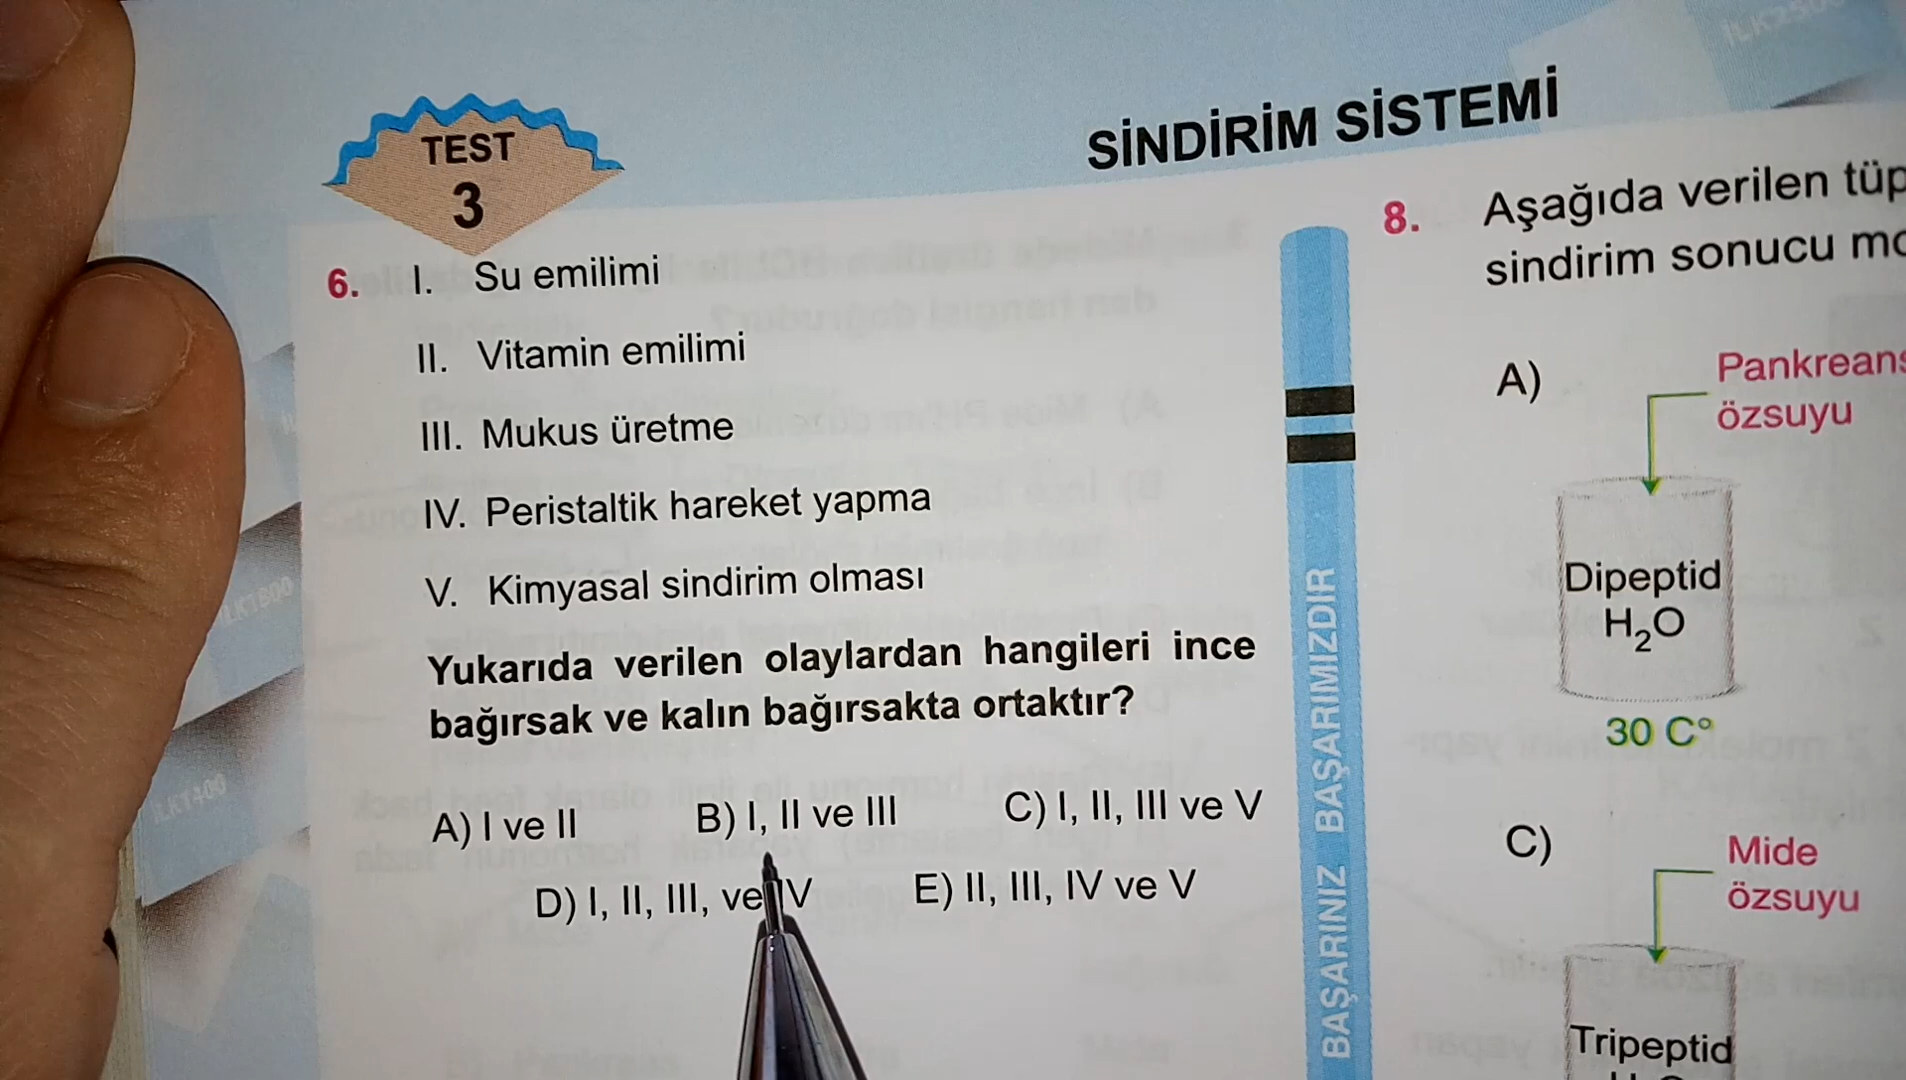 TEST
3
SİNDİRİM SİSTEMİ
6. I. Su emilimi
II. Vitamin emilimi
III. Mukus üretme
IV. Peristaltik hareket yapma
V. Kimyasal sindirim olması
Yukarıda verilen olaylardan hangileri ince
bağırsak ve kalın bağırsakta ortaktır?
A) I ve II B) I, II ve III C) I, II, III ve V
D) I, II, III, ve IV E) II, III, IV ve V
BAŞARINIZ BAŞARIMIZDIR
8. Aşağıda verilen tüp
sindirim sonucu mo
A) Pankreans
özsuyu
Dipeptid
H₂O
30 C°
C) Mide
özsuyu
Tripeptid